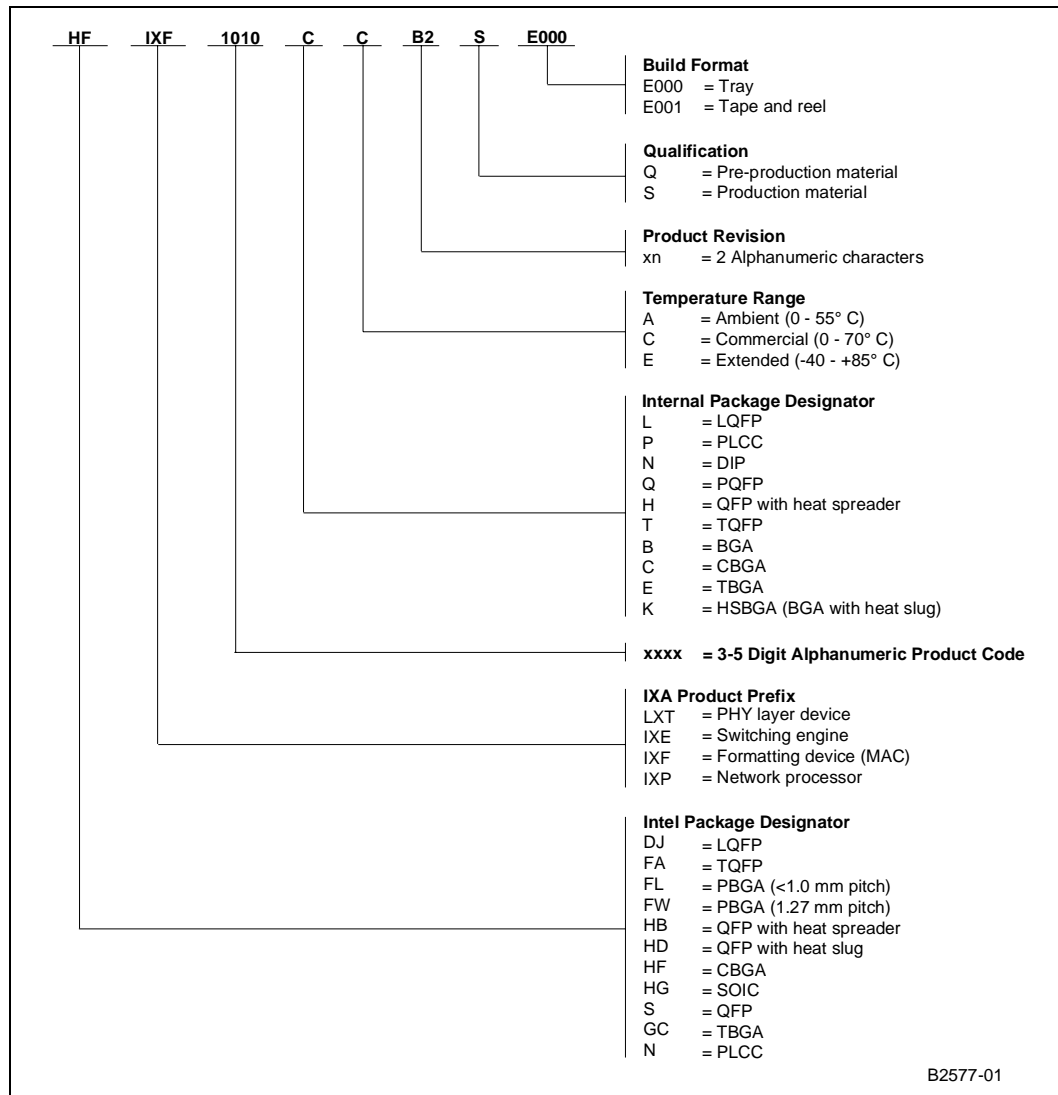 HF IXF 1010 C C B2 S E000
Build Format
E000 = Tray
E001 = Tape and reel
Qualification
Q = Pre-production material
S = Production material
Product Revision
xn = 2 Alphanumeric characters
Temperature Range
A = Ambient (0 - 55° C)
C = Commercial (0 - 70° C)
E = Extended (-40 - +85° C)
Internal Package Designator
L = LQFP
P = PLCC
N = DIP
Q = PQFP
H = QFP with heat spreader
T = TQFP
B = BGA
C = CBGA
E = TBGA
K = HSBGA (BGA with heat slug)
xxxx = 3-5 Digit Alphanumeric Product Code
IXA Product Prefix
LXT = PHY layer device
IXE = Switching engine
IXF = Formatting device (MAC)
IXP = Network processor
Intel Package Designator
DJ = LQFP
FA = TQFP
FL = PBGA (<1.0 mm pitch)
FW = PBGA (1.27 mm pitch)
HB = QFP with heat spreader
HD = QFP with heat slug
HF = CBGA
HG = SOIC
S = QFP
GC = TBGA
N = PLCC
B2577-01